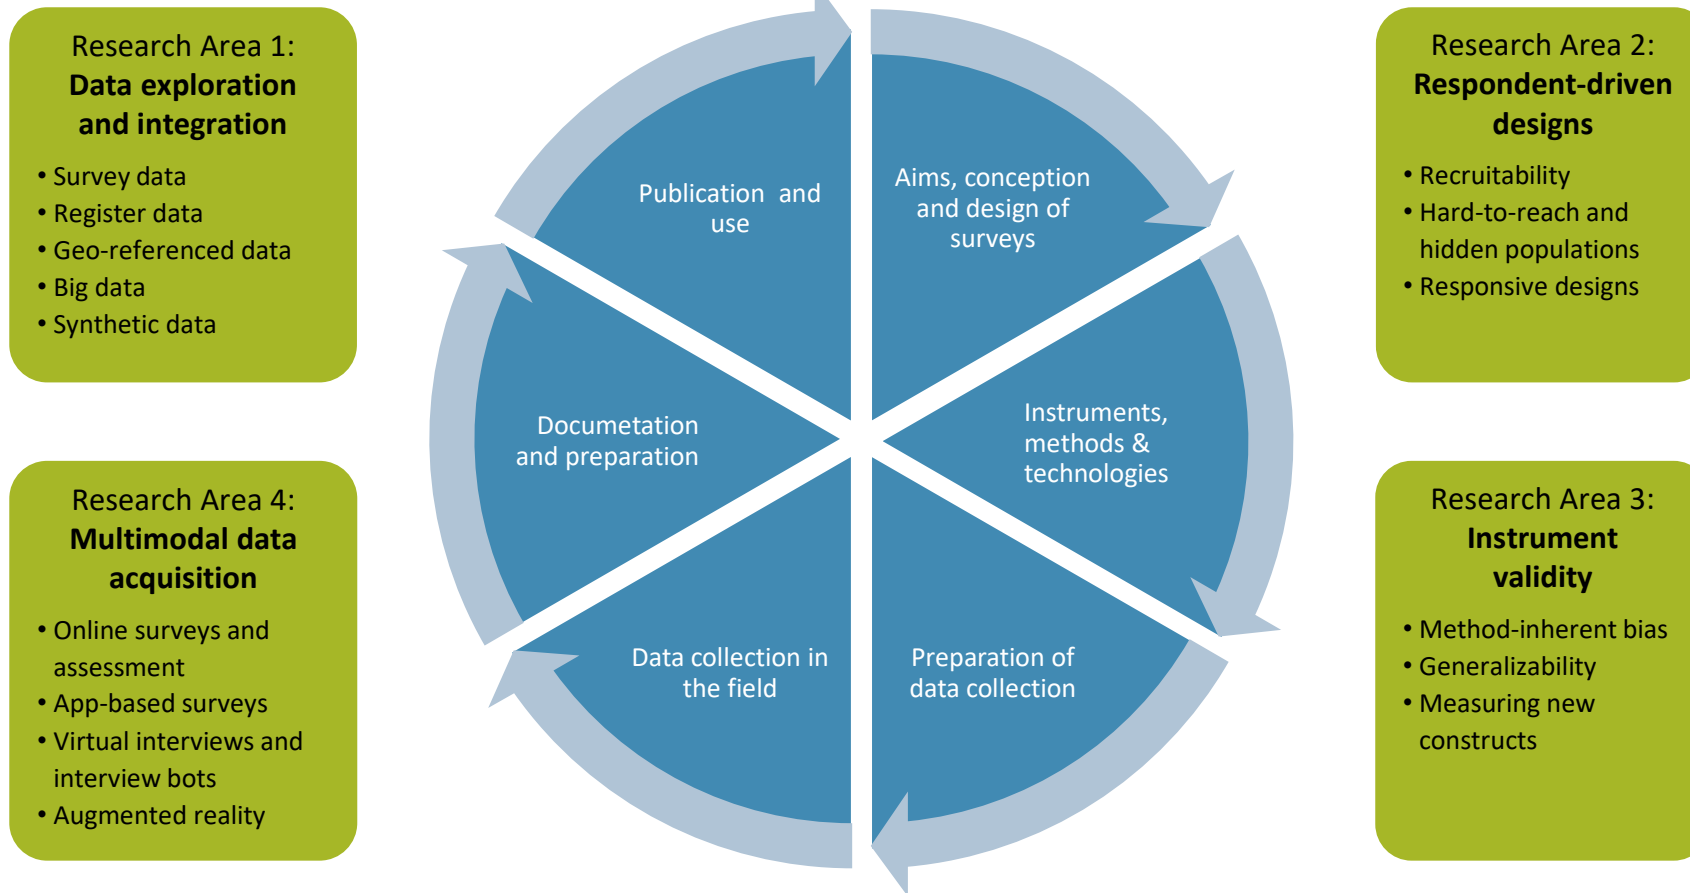 Research Area 1:
Data exploration
and integration
• Survey data
• Register data
• Geo-referenced data
• Big data
• Synthetic data
Research Area 2:
Respondent-driven
designs
• Recruitability
• Hard-to-reach and
hidden populations
• Responsive designs
Publication and
use
Aims, conception
and design of
surveys
Documetation
and preparation
Instruments,
methods &
technologies
Data collection in
the field
Preparation of
data collection
Research Area 4:
Multimodal data
acquisition
• Online surveys and
assessment
• App-based surveys
• Virtual interviews and
interview bots
• Augmented reality
Research Area 3:
Instrument
validity
• Method-inherent bias
• Generalizability
• Measuring new
constructs